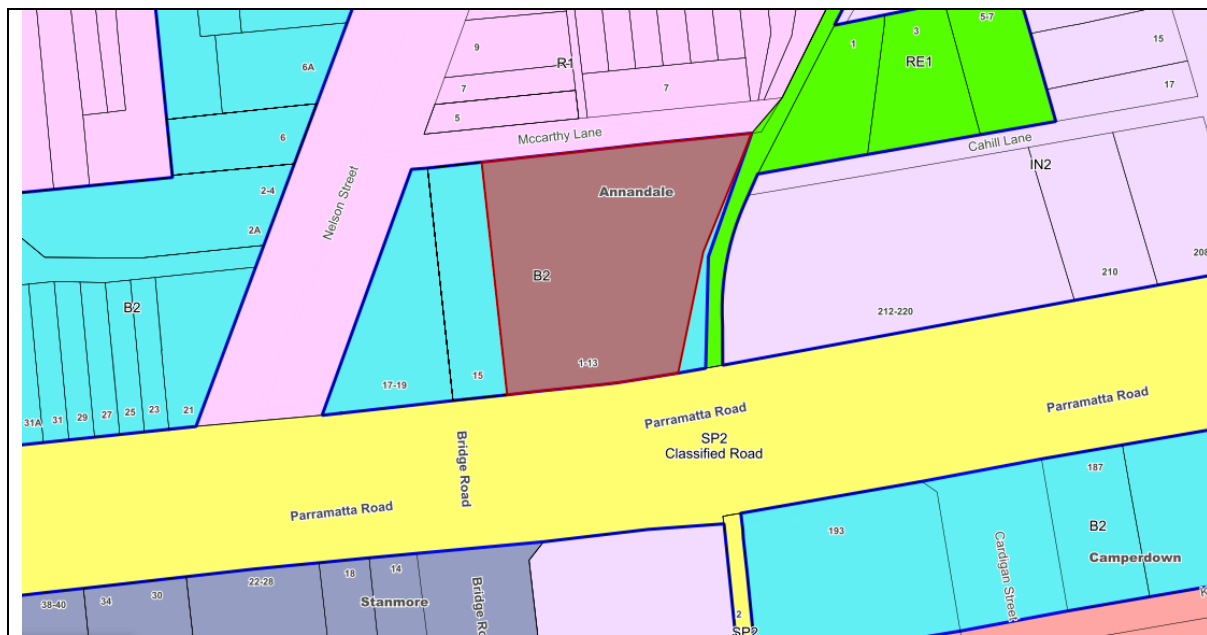 5-7
1
3
RE1
15
17
9
R1
7
7
5
6A
Mccarthy Lane
Cahill Lane
IN2
6
2-4
2A
Nelson Street
Annandale
B2
B2
210
208
212-220
1-13
15
17-19
31A
31
29
27
25
23
21
Parramatta Road
Parramatta Road
SP2
Classified Road
Bridge Road
Parramatta Road
187
193
B2
Cardigan Street
Camperdown
22-28
18
14
38-40
34
30
Stanmore
Bridge Ro
2
SP2
K